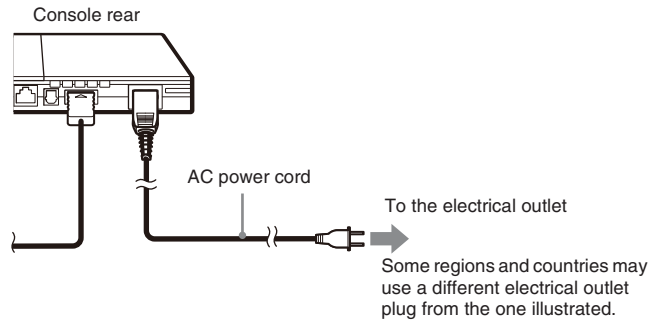 Console rear
AC power cord
To the electrical outlet
Some regions and countries may
use a different electrical outlet
plug from the one illustrated.